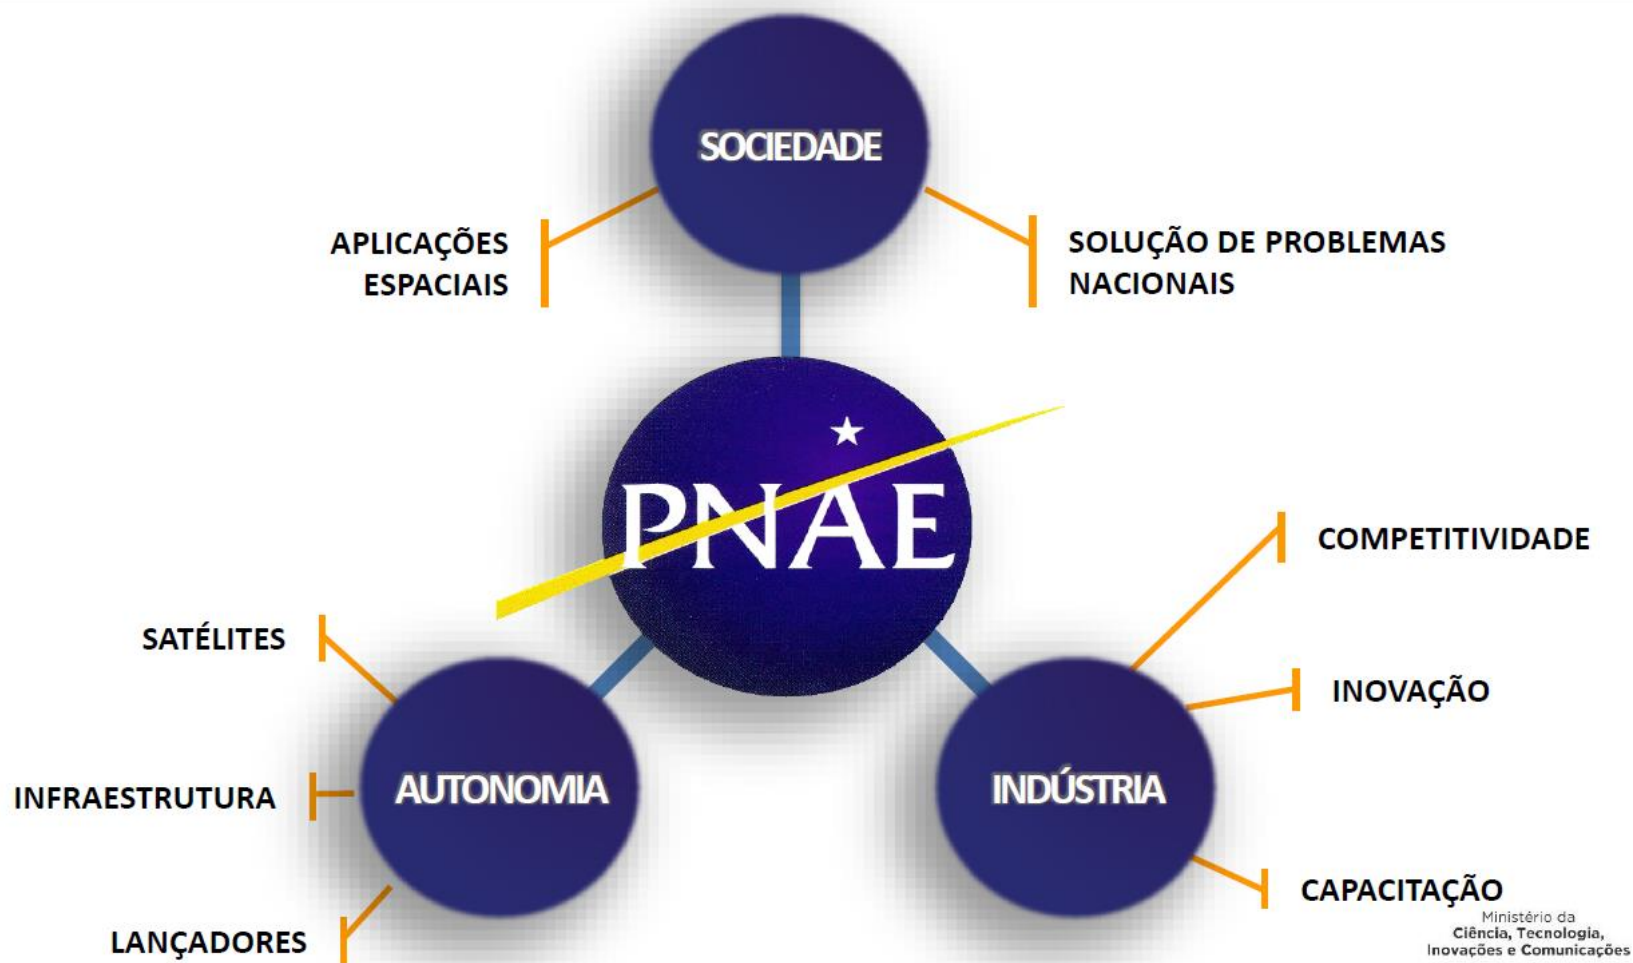 SOCIEDADE
APLICAÇÕES
ESPACIAIS
SOLUÇÃO DE PROBLEMAS
NACIONAIS
PNAE
COMPETITIVIDADE
SATÉLITES
INOVAÇÃO
INFRAESTRUTURA
AUTONOMIA
INDÚSTRIA
CAPACITAÇÃO
LANÇADORES
Ministério da
Ciência, Tecnologia,
Inovações e Comunicações